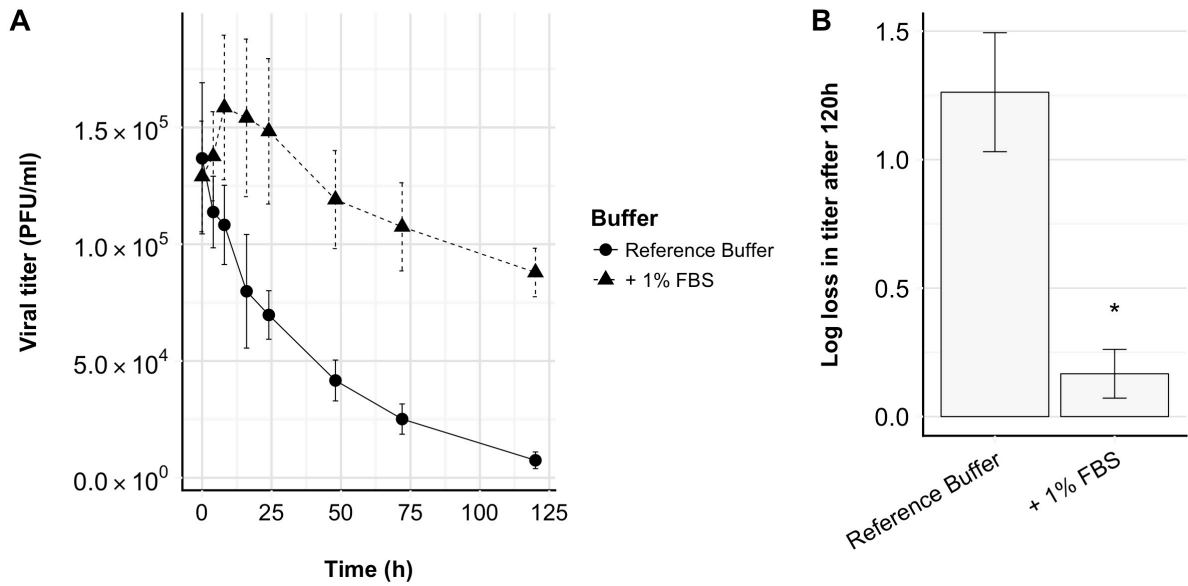 A
Viral titer (PFU/ml)
1.5 × 10⁵
1.0 × 10⁵
5.0 × 10⁴
0.0 × 10⁰
0 25 50 75 100 125
Time (h)
Buffer
Reference Buffer
+ 1% FBS
B
Log loss in titer after 120h
1.5
1.0
0.5
0.0
*
Reference Buffer
+ 1% FBS